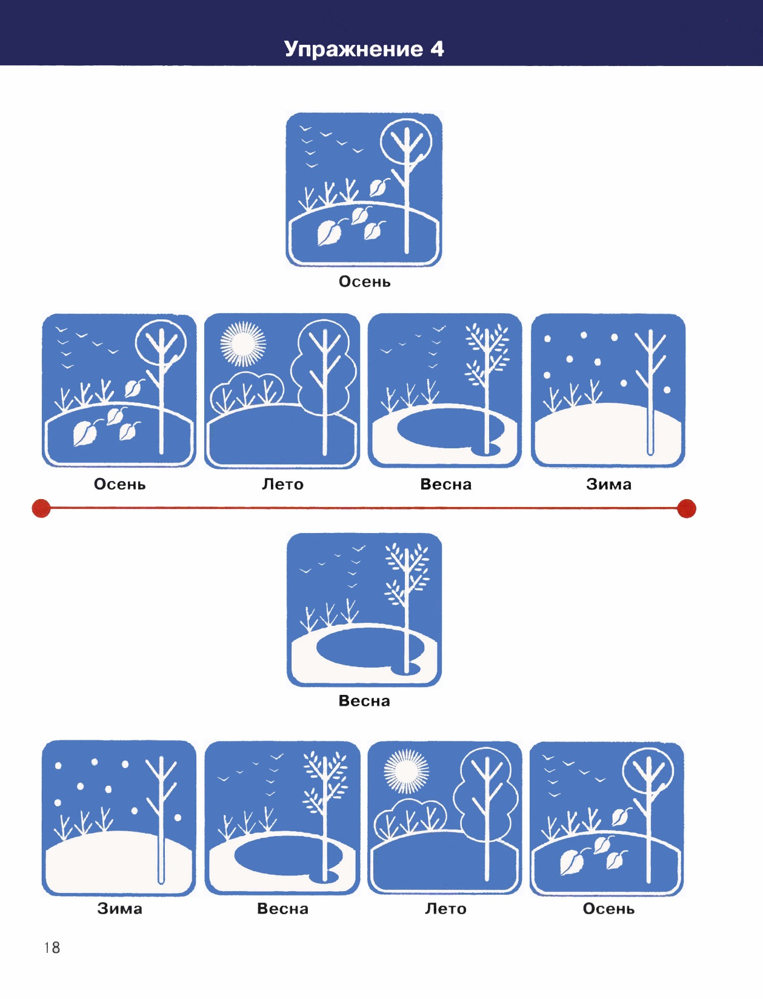 Упражнение 4
Осень
Осень Лето Весна Зима
Весна
Зима Весна Лето Осень
18